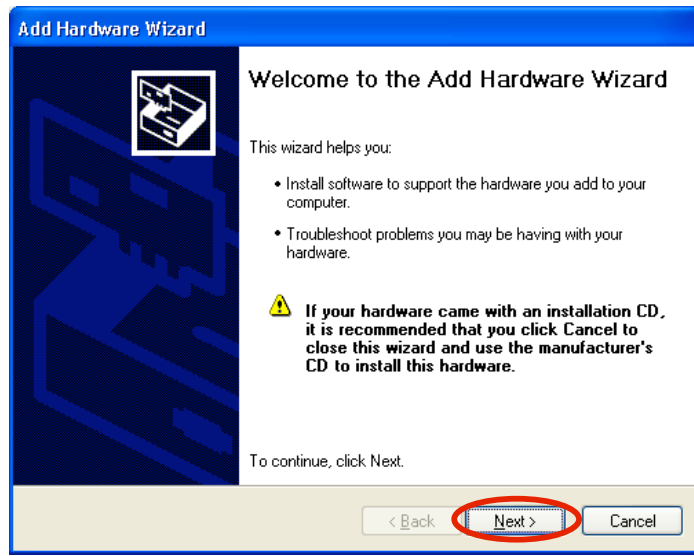 Add Hardware Wizard
Welcome to the Add Hardware Wizard
This wizard helps you:
• Install software to support the hardware you add to your
computer.
• Troubleshoot problems you may be having with your
hardware.
If your hardware came with an installation CD,
it is recommended that you click Cancel to
close this wizard and use the manufacturer's
CD to install this hardware.
To continue, click Next.
< Back Next > Cancel